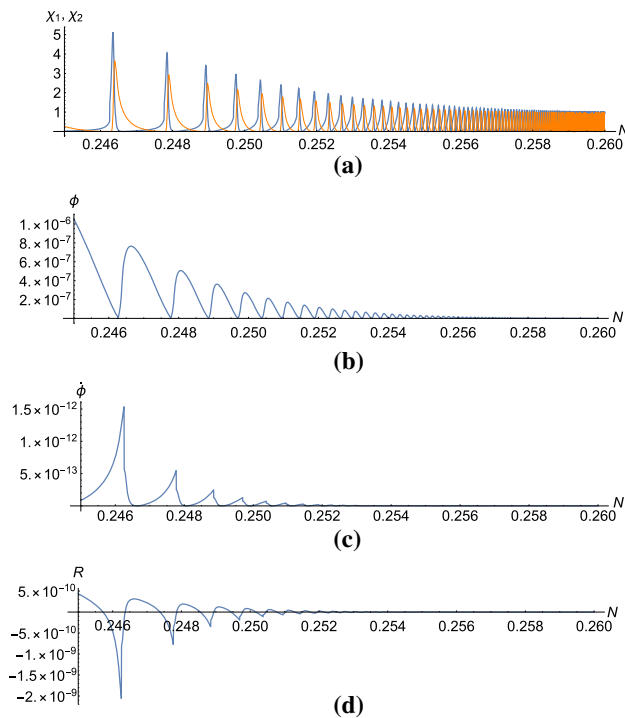 χ₁, χ₂
5
4
3
2
1
0.246 0.248 0.250 0.252 0.254 0.256 0.258 0.260 N
(a)
ϕ
1.×10⁻⁶
8.×10⁻⁷
6.×10⁻⁷
4.×10⁻⁷
2.×10⁻⁷
0.246 0.248 0.250 0.252 0.254 0.256 0.258 0.260 N
(b)
ϕ̇
1.5×10⁻¹²
1.×10⁻¹²
5.×10⁻¹³
0.246 0.248 0.250 0.252 0.254 0.256 0.258 0.260 N
(c)
R
5.×10⁻¹⁰
0.246 0.248 0.250 0.252 0.254 0.256 0.258 0.260 N
-5.×10⁻¹⁰
-1.×10⁻⁹
-1.5×10⁻⁹
-2.×10⁻⁹
(d)